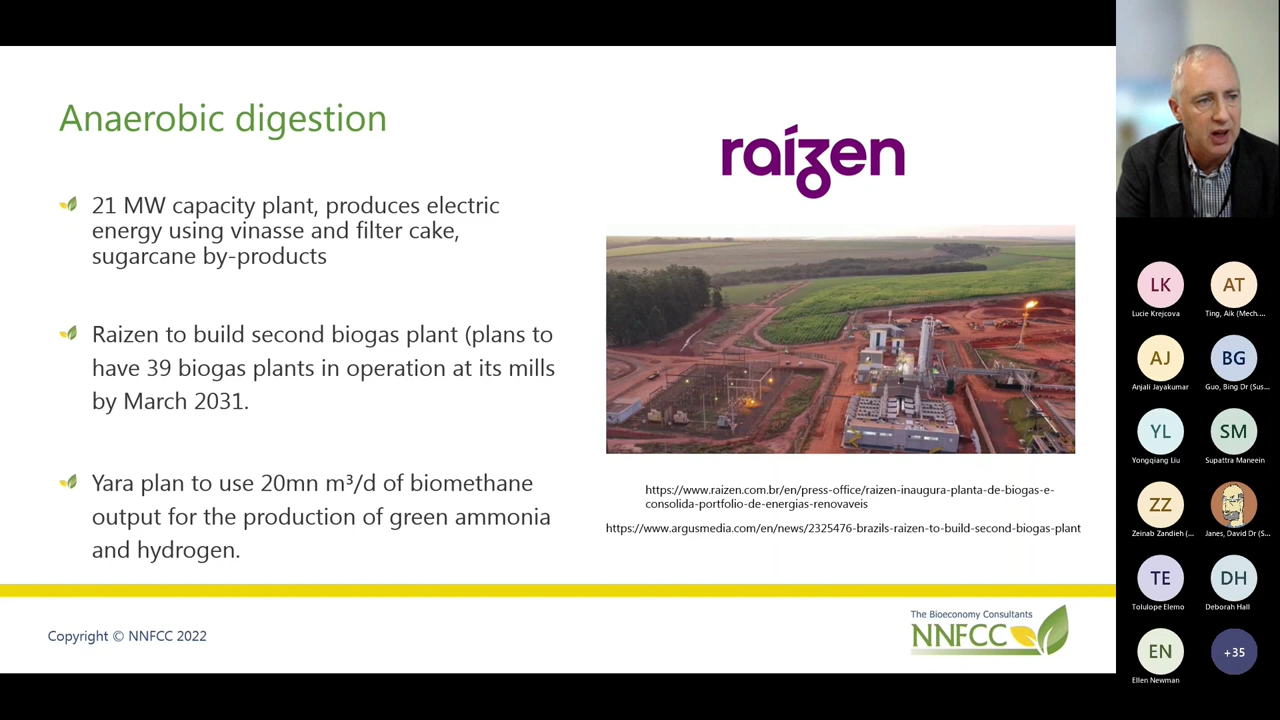 Anaerobic digestion
21 MW capacity plant, produces electric
energy using vinasse and filter cake,
sugarcane by-products
Raizen to build second biogas plant (plans to
have 39 biogas plants in operation at its mills
by March 2031.
Yara plan to use 20mn m³/d of biomethane
output for the production of green ammonia
and hydrogen.
raízen
https://www.raizen.com.br/en/press-office/raizen-inaugura-planta-de-biogas-e-
consolida-portfolio-de-energias-renovaveis
https://www.argusmedia.com/en/news/2325476-brazils-raizen-to-build-second-biogas-plant
Copyright © NNFCC 2022
The Bioeconomy Consultants
NNFCC
LK
Lucie Krejcova
AT
Ting, Aik (Mech....
AJ
Anjali Jayakumar
BG
Guo, Bing Dr (Sus...
YL
Yongqiang Liu
SM
Supattra Maneein
ZZ
Zeinab Zandieh (...
Janes, David Dr (S...
TE
Tolulope Elemo
DH
Deborah Hall
EN
Ellen Newman
+35